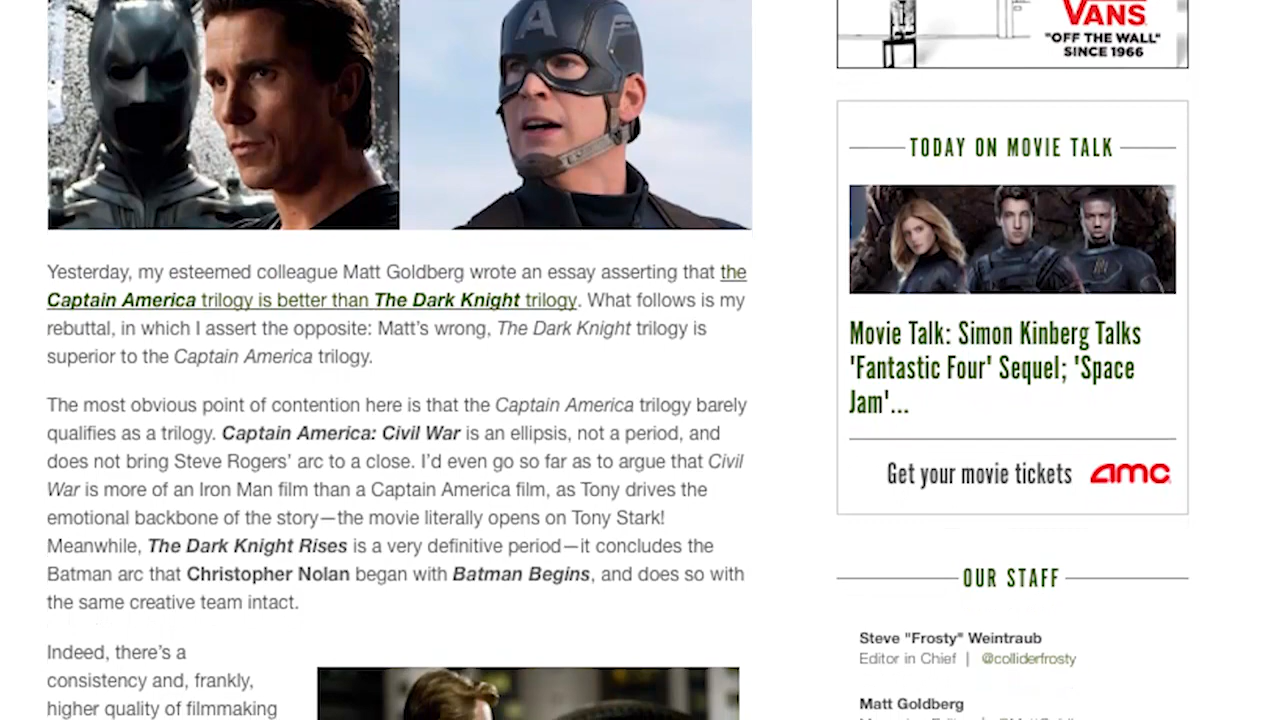 VANS
"OFF THE WALL"
SINCE 1966
A
Yesterday, my esteemed colleague Matt Goldberg wrote an essay asserting that the
Captain America trilogy is better than The Dark Knight trilogy. What follows is my
rebuttal, in which I assert the opposite: Matt’s wrong, The Dark Knight trilogy is
superior to the Captain America trilogy.
The most obvious point of contention here is that the Captain America trilogy barely
qualifies as a trilogy. Captain America: Civil War is an ellipsis, not a period, and
does not bring Steve Rogers’ arc to a close. I’d even go so far as to argue that Civil
War is more of an Iron Man film than a Captain America film, as Tony drives the
emotional backbone of the story—the movie literally opens on Tony Stark!
Meanwhile, The Dark Knight Rises is a very definitive period—it concludes the
Batman arc that Christopher Nolan began with Batman Begins, and does so with
the same creative team intact.
Indeed, there’s a
consistency and, frankly,
higher quality of filmmaking
TODAY ON MOVIE TALK
Movie Talk: Simon Kinberg Talks
'Fantastic Four' Sequel; 'Space
Jam'...
Get your movie tickets amc
OUR STAFF
Steve "Frosty" Weintraub
Editor in Chief | @colliderfrosty
Matt Goldberg